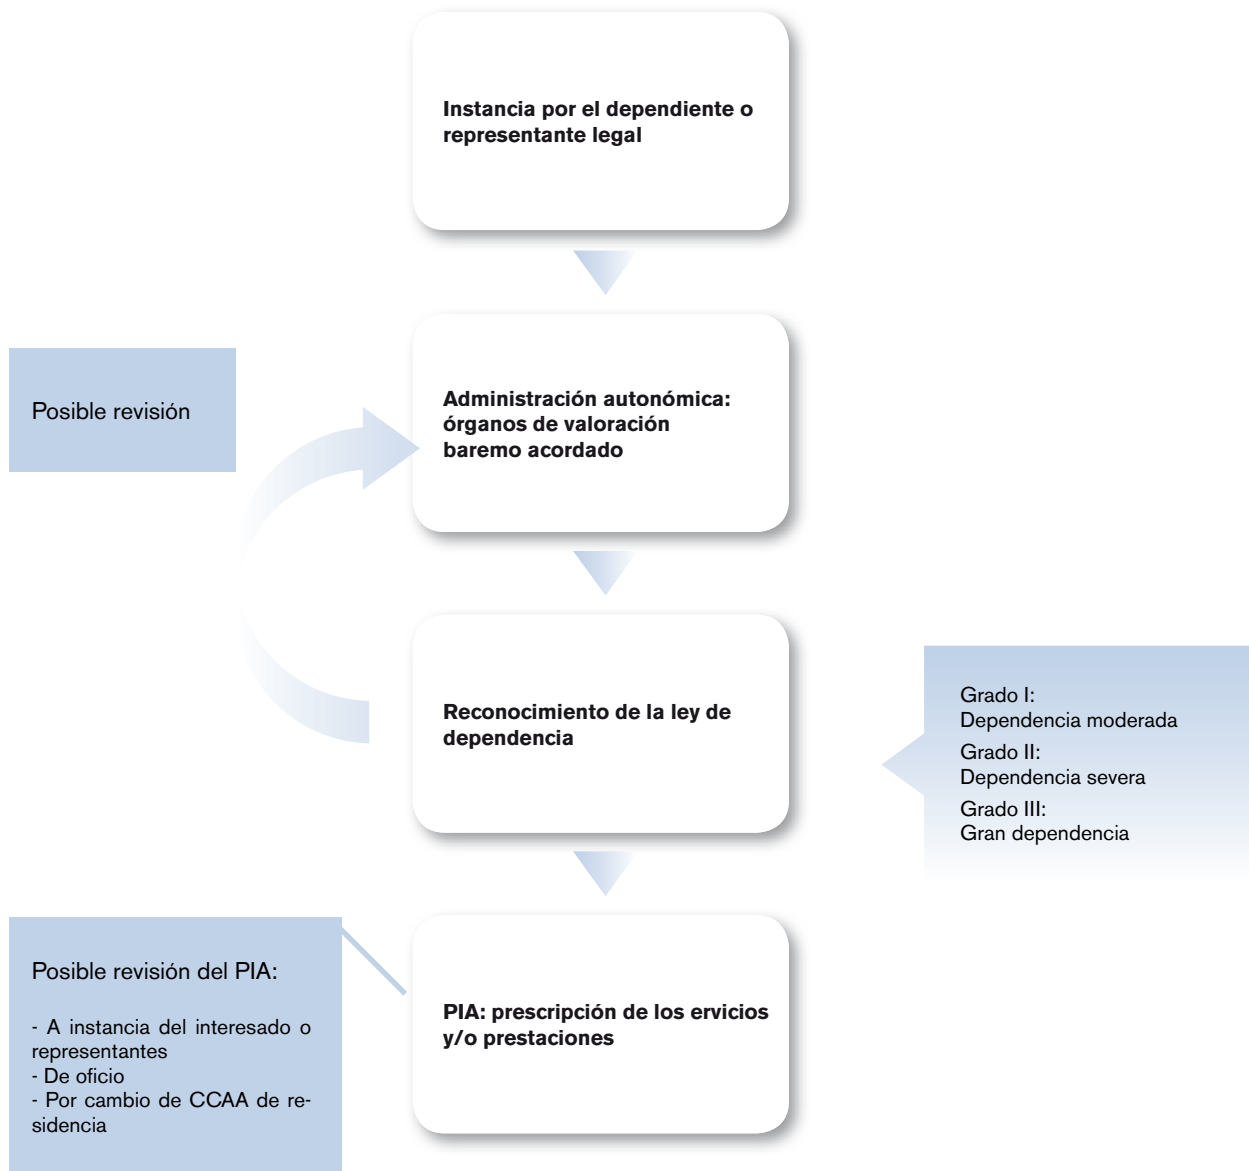 Instancia por el dependiente o
representante legal
Posible revisión
Administración autonómica:
órganos de valoración
baremo acordado
Reconocimiento de la ley de
dependencia
Grado I:
Dependencia moderada
Grado II:
Dependencia severa
Grado III:
Gran dependencia
Posible revisión del PIA:
- A instancia del interesado o
representantes
- De oficio
- Por cambio de CCAA de re-
sidencia
PIA: prescripción de los ervicios
y/o prestaciones